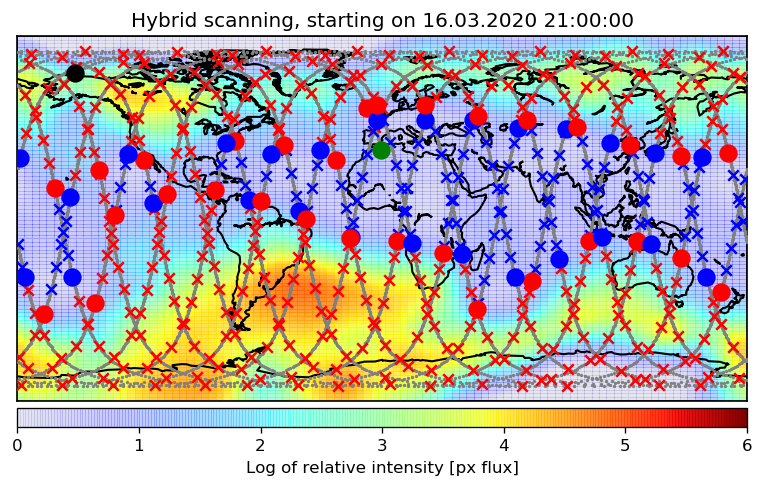 Hybrid scanning, starting on 16.03.2020 21:00:00
0 1 2 3 4 5 6
Log of relative intensity [px flux]